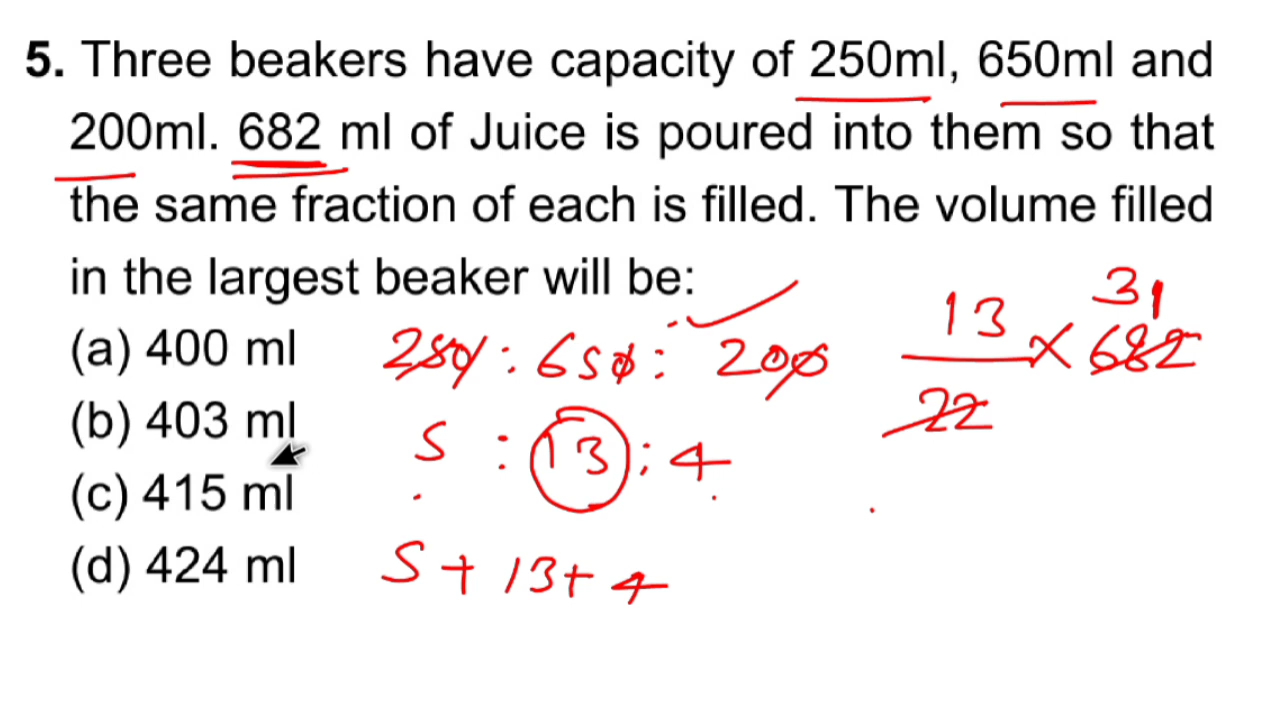 5. Three beakers have capacity of 250ml, 650ml and
200ml. 682 ml of Juice is poured into them so that
the same fraction of each is filled. The volume filled
in the largest beaker will be:
(a) 400 ml
(b) 403 ml
(c) 415 ml
(d) 424 ml
250 : 650 : 200
5 : 13 : 4
5 + 13 + 4
31
13 × 682
22